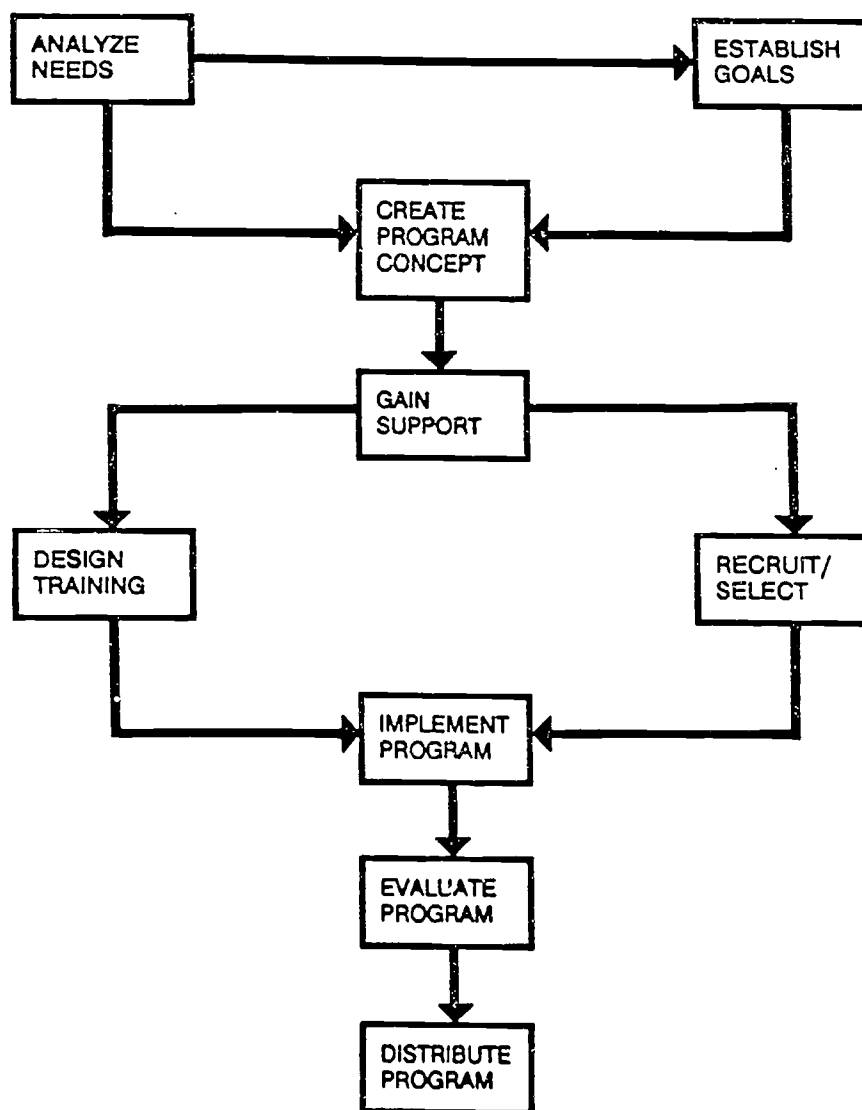 ANALYZE
NEEDS
ESTABLISH
GOALS
CREATE
PROGRAM
CONCEPT
GAIN
SUPPORT
DESIGN
TRAINING
RECRUIT/
SELECT
IMPLEMENT
PROGRAM
EVALUATE
PROGRAM
DISTRIBUTE
PROGRAM